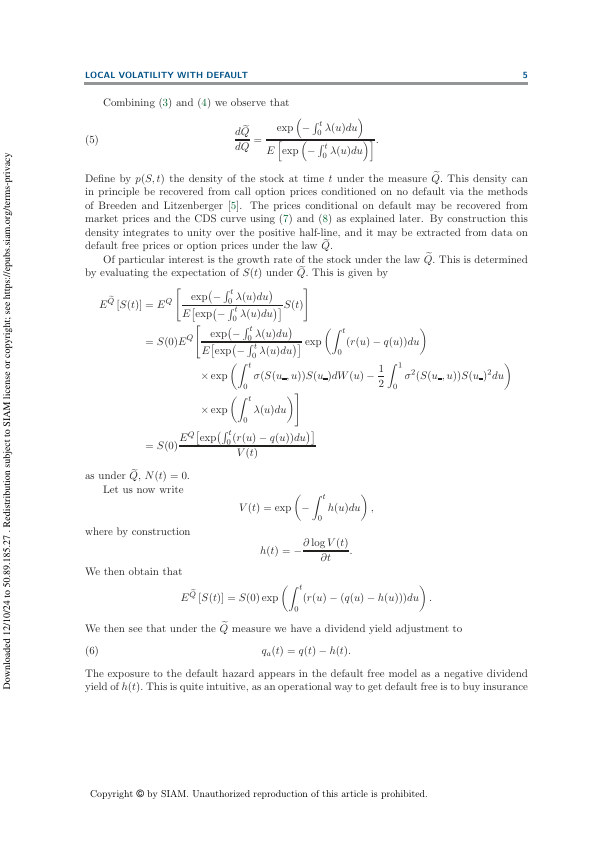 LOCAL VOLATILITY WITH DEFAULT 5
Combining (3) and (4) we observe that
(5) \frac{d\widetilde{Q}}{dQ} = \frac{\exp\left(-\int_0^t \lambda(u)du\right)}{E\left[\exp\left(-\int_0^t \lambda(u)du\right)\right]}.
Define by p(S, t) the density of the stock at time t under the measure \widetilde{Q}. This density can
in principle be recovered from call option prices conditioned on no default via the methods
of Breeden and Litzenberger [5]. The prices conditional on default may be recovered from
market prices and the CDS curve using (7) and (8) as explained later. By construction this
density integrates to unity over the positive half-line, and it may be extracted from data on
default free prices or option prices under the law \widetilde{Q}.
Of particular interest is the growth rate of the stock under the law \widetilde{Q}. This is determined
by evaluating the expectation of S(t) under \widetilde{Q}. This is given by
E^{\widetilde{Q}}[S(t)] = E^Q\left[\frac{\exp(-\int_0^t \lambda(u)du)}{E[\exp(-\int_0^t \lambda(u)du)]}S(t)\right]
= S(0)E^Q\left[\frac{\exp(-\int_0^t \lambda(u)du)}{E[\exp(-\int_0^t \lambda(u)du)]}\exp\left(\int_0^t (r(u) - q(u))du\right)
\times \exp\left(\int_0^t \sigma(S(u_-, u))S(u_-)dW(u) - \frac{1}{2}\int_0^1 \sigma^2(S(u_-, u))S(u_-)^2du\right)
\times \exp\left(\int_0^t \lambda(u)du\right)\right]
= S(0)\frac{E^Q[\exp(\int_0^t (r(u) - q(u))du)]}{V(t)}
as under \widetilde{Q}, N(t) = 0.
Let us now write
V(t) = \exp\left(-\int_0^t h(u)du\right),
where by construction
h(t) = -\frac{\partial \log V(t)}{\partial t}.
We then obtain that
E^{\widetilde{Q}}[S(t)] = S(0)\exp\left(\int_0^t (r(u) - (q(u) - h(u)))du\right).
We then see that under the \widetilde{Q} measure we have a dividend yield adjustment to
(6) q_a(t) = q(t) - h(t).
The exposure to the default hazard appears in the default free model as a negative dividend
yield of h(t). This is quite intuitive, as an operational way to get default free is to buy insurance
Copyright © by SIAM. Unauthorized reproduction of this article is prohibited.
Downloaded 12/10/24 to 50.89.185.27 . Redistribution subject to SIAM license or copyright; see https://epubs.siam.org/terms-privacy